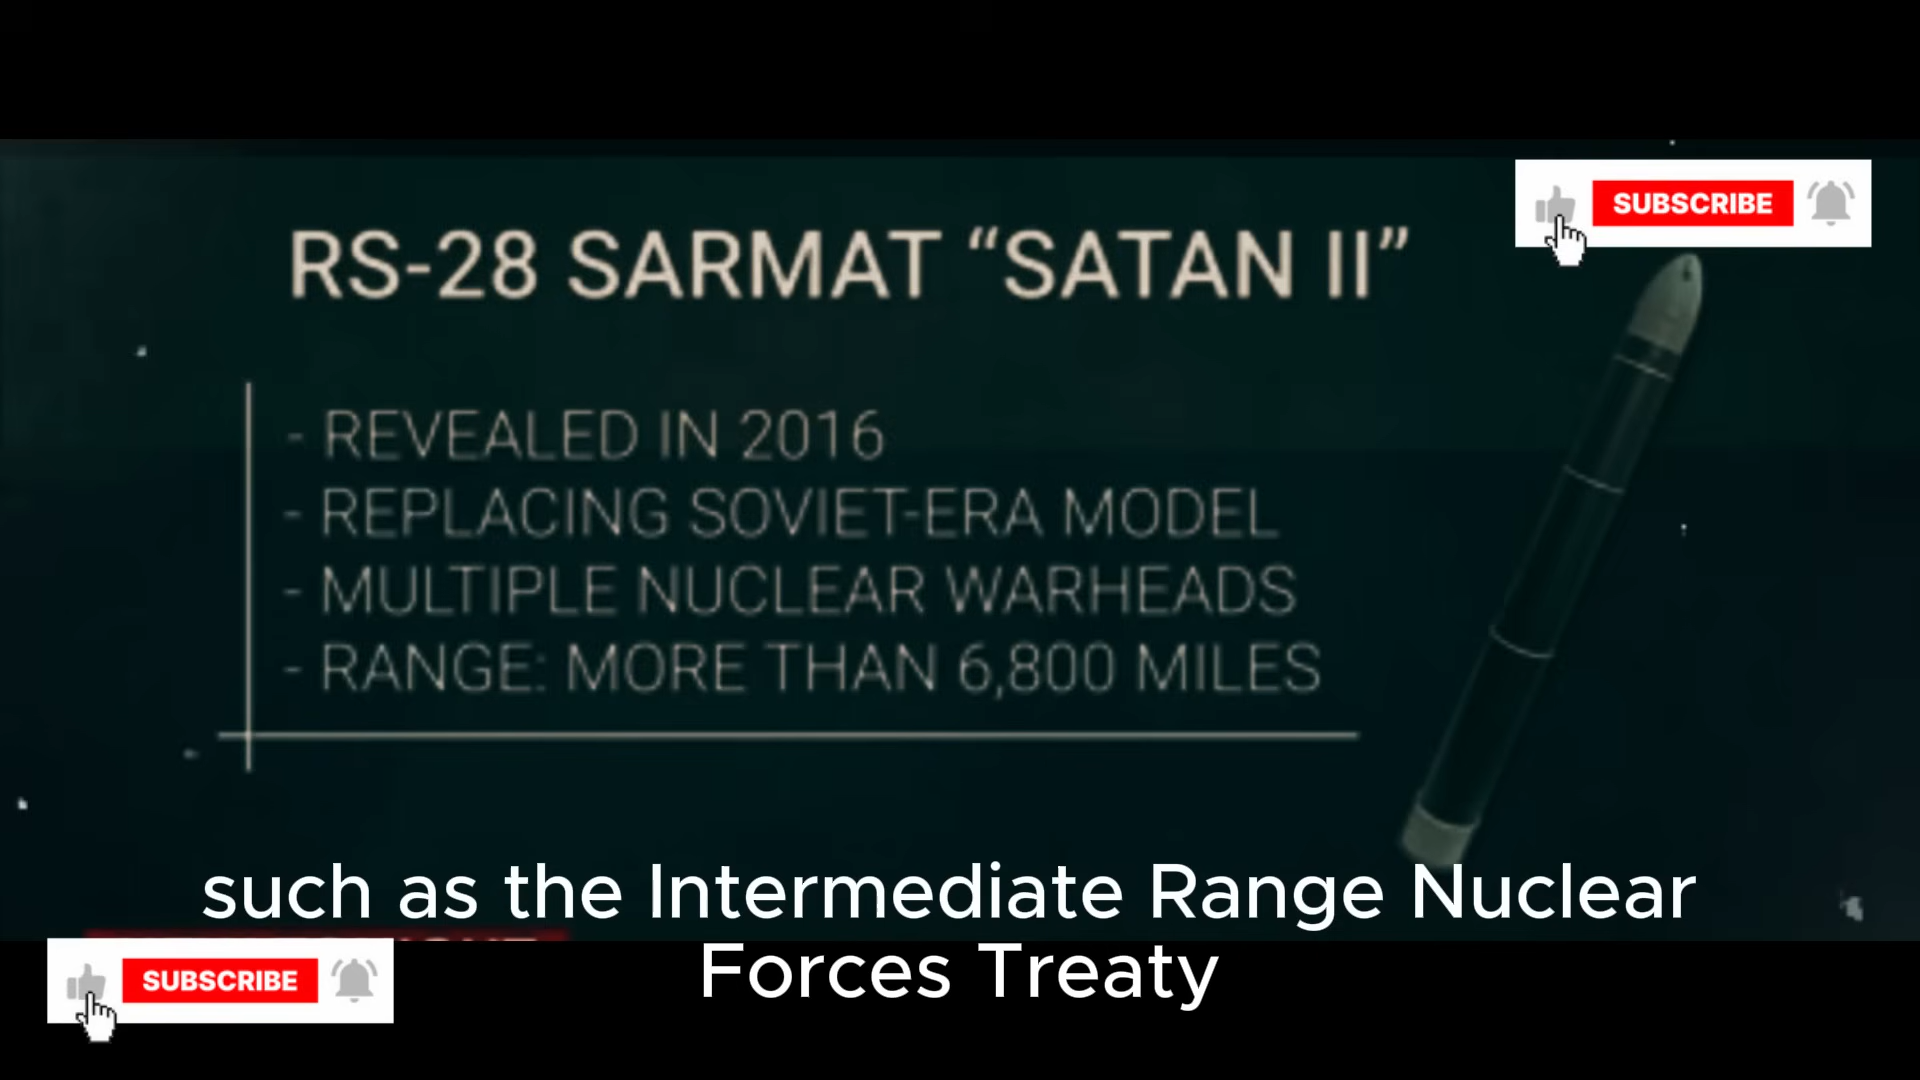 SUBSCRIBE
RS-28 SARMAT “SATAN II”
- REVEALED IN 2016
- REPLACING SOVIET-ERA MODEL
- MULTIPLE NUCLEAR WARHEADS
- RANGE: MORE THAN 6,800 MILES
such as the Intermediate Range Nuclear
Forces Treaty
SUBSCRIBE